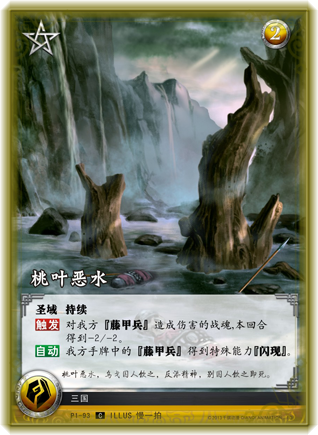 2
桃叶恶水
圣域 持续
触发 对我方『藤甲兵』造成伤害的战魂,本回合
得到-2/-2。
自动 我方手牌中的『藤甲兵』得到特殊能力『闪现』。
桃叶恶水，乌戈国人饮之，反添精神，别国人饮之即死。
三国
P1-93 G ILLUS 慢一拍